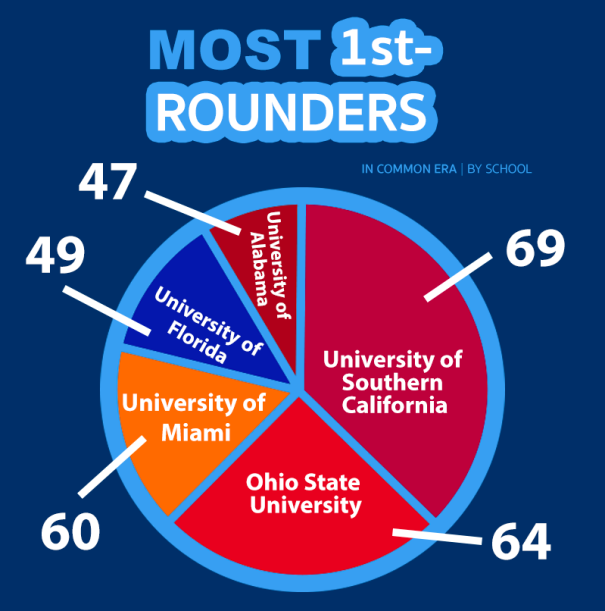 MOST 1st-
ROUNDERS
IN COMMON ERA | BY SCHOOL
47
49
69
University of
Alabama
University of
Florida
University of
Southern
California
University of
Miami
Ohio State
University
60
64